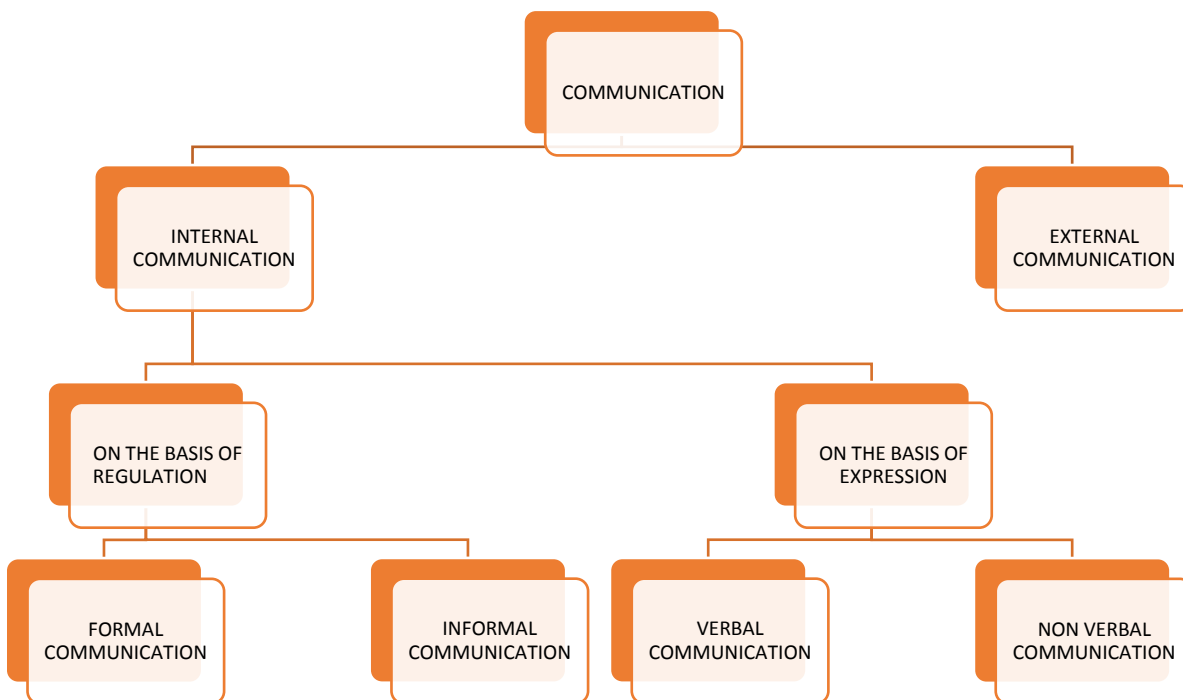 COMMUNICATION
INTERNAL
COMMUNICATION
EXTERNAL
COMMUNICATION
ON THE BASIS OF
REGULATION
ON THE BASIS OF
EXPRESSION
FORMAL
COMMUNICATION
INFORMAL
COMMUNICATION
VERBAL
COMMUNICATION
NON VERBAL
COMMUNICATION